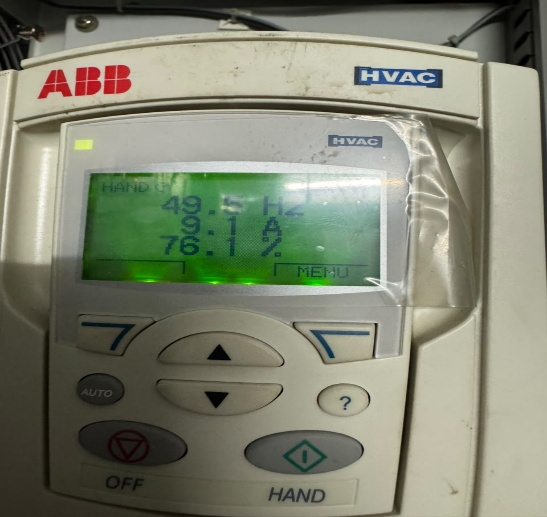 ABB
HVAC
HVAC
HAND
49.5 Hz
9.1 A
76.1 %
MENU
AUTO
?
OFF
HAND